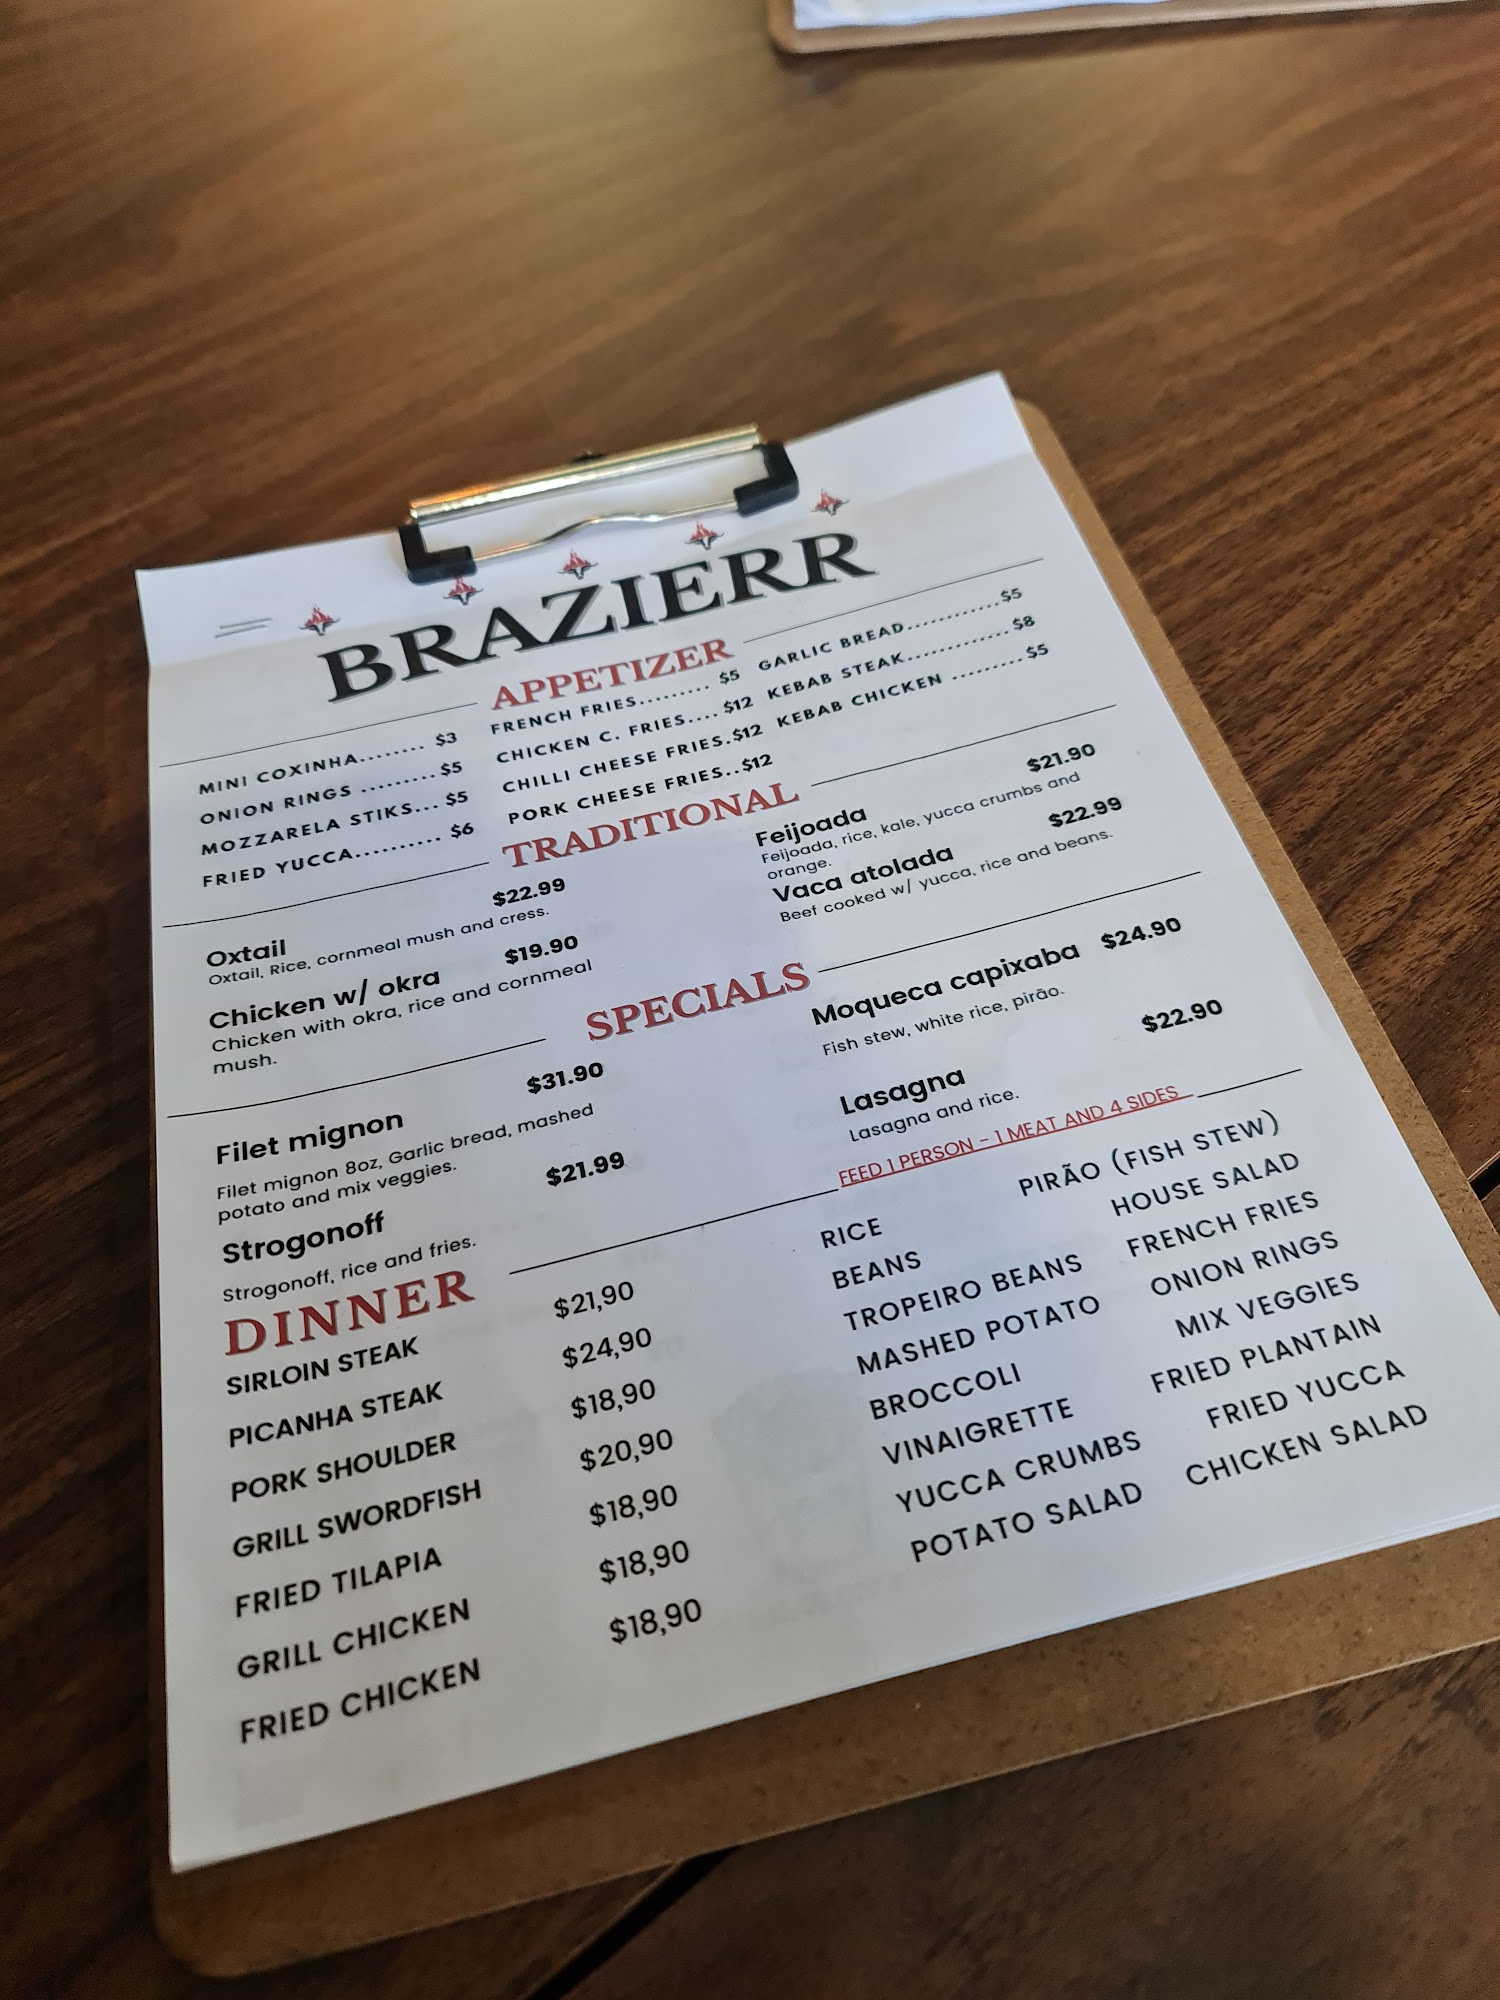 BRAZIERR
APPETIZER
MINI COXINHA........ $3
ONION RINGS ......... $5
MOZZARELA STIKS... $5
FRIED YUCCA.......... $6
FRENCH FRIES......... $5
CHICKEN C. FRIES.... $12
CHILLI CHEESE FRIES.$12
PORK CHEESE FRIES..$12
GARLIC BREAD...........$5
KEBAB STEAK............$8
KEBAB CHICKEN .........$5
TRADITIONAL
Oxtail $22.99
Oxtail, Rice, cornmeal mush and cress.
Chicken w/ okra $19.90
Chicken with okra, rice and cornmeal
mush.
Feijoada $21.90
Feijoada, rice, kale, yucca crumbs and
orange.
Vaca atolada $22.99
Beef cooked w/ yucca, rice and beans.
SPECIALS
Filet mignon $31.90
Filet mignon 8oz, Garlic bread, mashed
potato and mix veggies.
Strogonoff $21.99
Strogonoff, rice and fries.
Moqueca capixaba $24.90
Fish stew, white rice, pirão.
Lasagna $22.90
Lasagna and rice.
DINNER
SIRLOIN STEAK $21,90
PICANHA STEAK $24,90
PORK SHOULDER $18,90
GRILL SWORDFISH $20,90
FRIED TILAPIA $18,90
GRILL CHICKEN $18,90
FRIED CHICKEN $18,90
FEED 1 PERSON - 1 MEAT AND 4 SIDES
RICE PIRÃO (FISH STEW)
BEANS HOUSE SALAD
TROPEIRO BEANS FRENCH FRIES
MASHED POTATO ONION RINGS
BROCCOLI MIX VEGGIES
VINAIGRETTE FRIED PLANTAIN
YUCCA CRUMBS FRIED YUCCA
POTATO SALAD CHICKEN SALAD